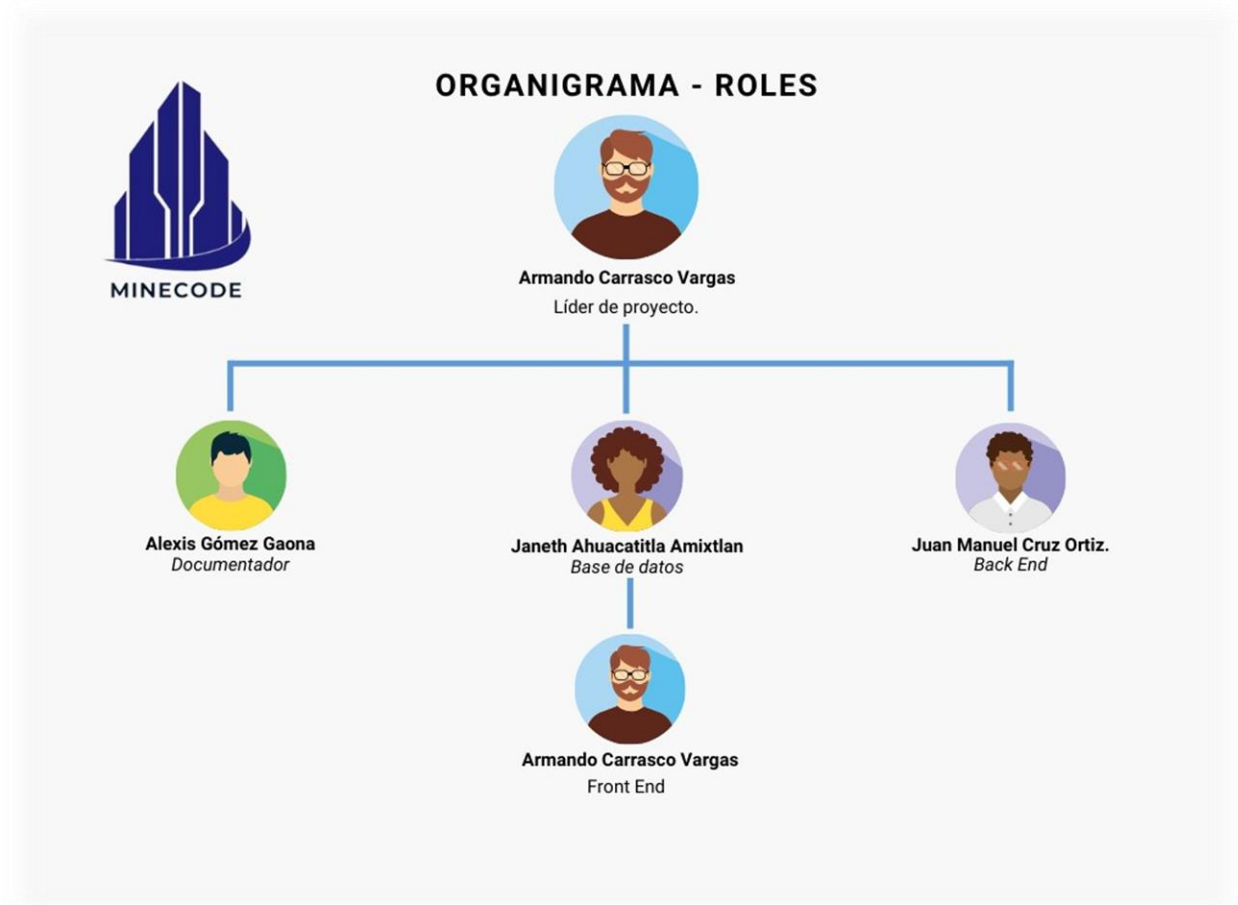 ORGANIGRAMA - ROLES
MINECODE
Armando Carrasco Vargas
Líder de proyecto.
Alexis Gómez Gaona
Documentador
Janeth Ahuacatitla Amixtlan
Base de datos
Juan Manuel Cruz Ortiz.
Back End
Armando Carrasco Vargas
Front End